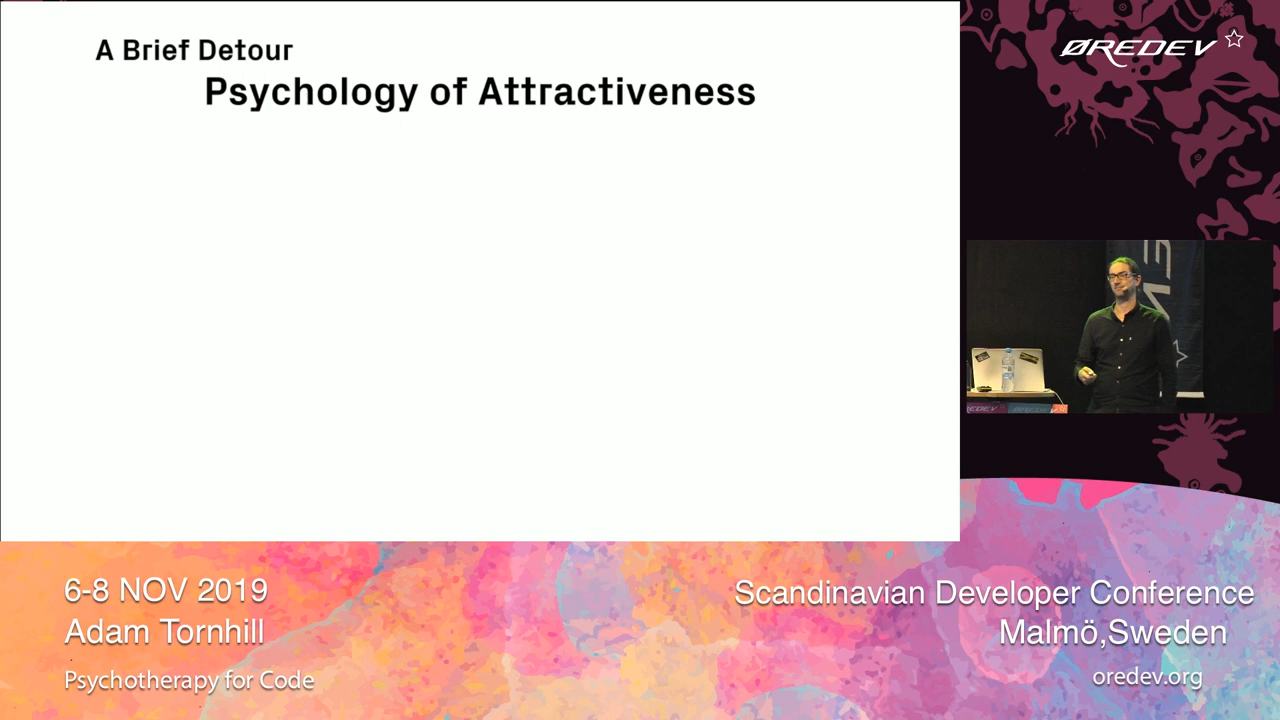 A Brief Detour
Psychology of Attractiveness
ØREDEV
6-8 NOV 2019
Adam Tornhill
Psychotherapy for Code
Scandinavian Developer Conference
Malmö,Sweden
oredev.org